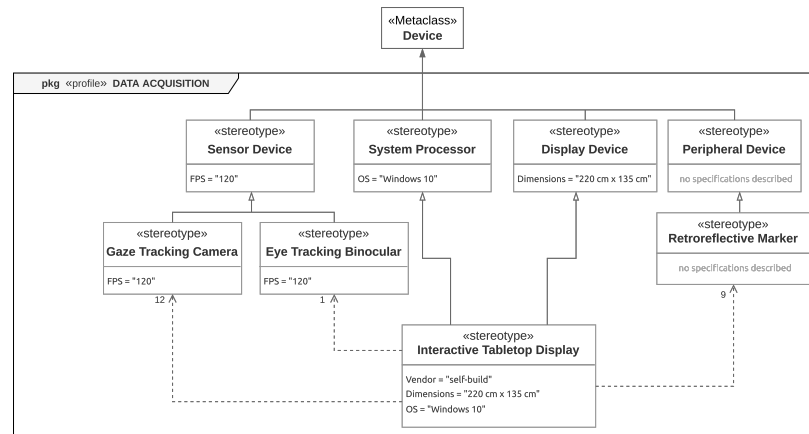 «Metaclass»
Device
pkg «profile» DATA ACQUISITION
«stereotype»
Sensor Device
FPS = "120"
«stereotype»
System Processor
OS = "Windows 10"
«stereotype»
Display Device
Dimensions = "220 cm x 135 cm"
«stereotype»
Peripheral Device
no specifications described
«stereotype»
Gaze Tracking Camera
FPS = "120"
«stereotype»
Eye Tracking Binocular
FPS = "120"
«stereotype»
Retroreflective Marker
no specifications described
12
1
9
«stereotype»
Interactive Tabletop Display
Vendor = "self-build"
Dimensions = "220 cm x 135 cm"
OS = "Windows 10"